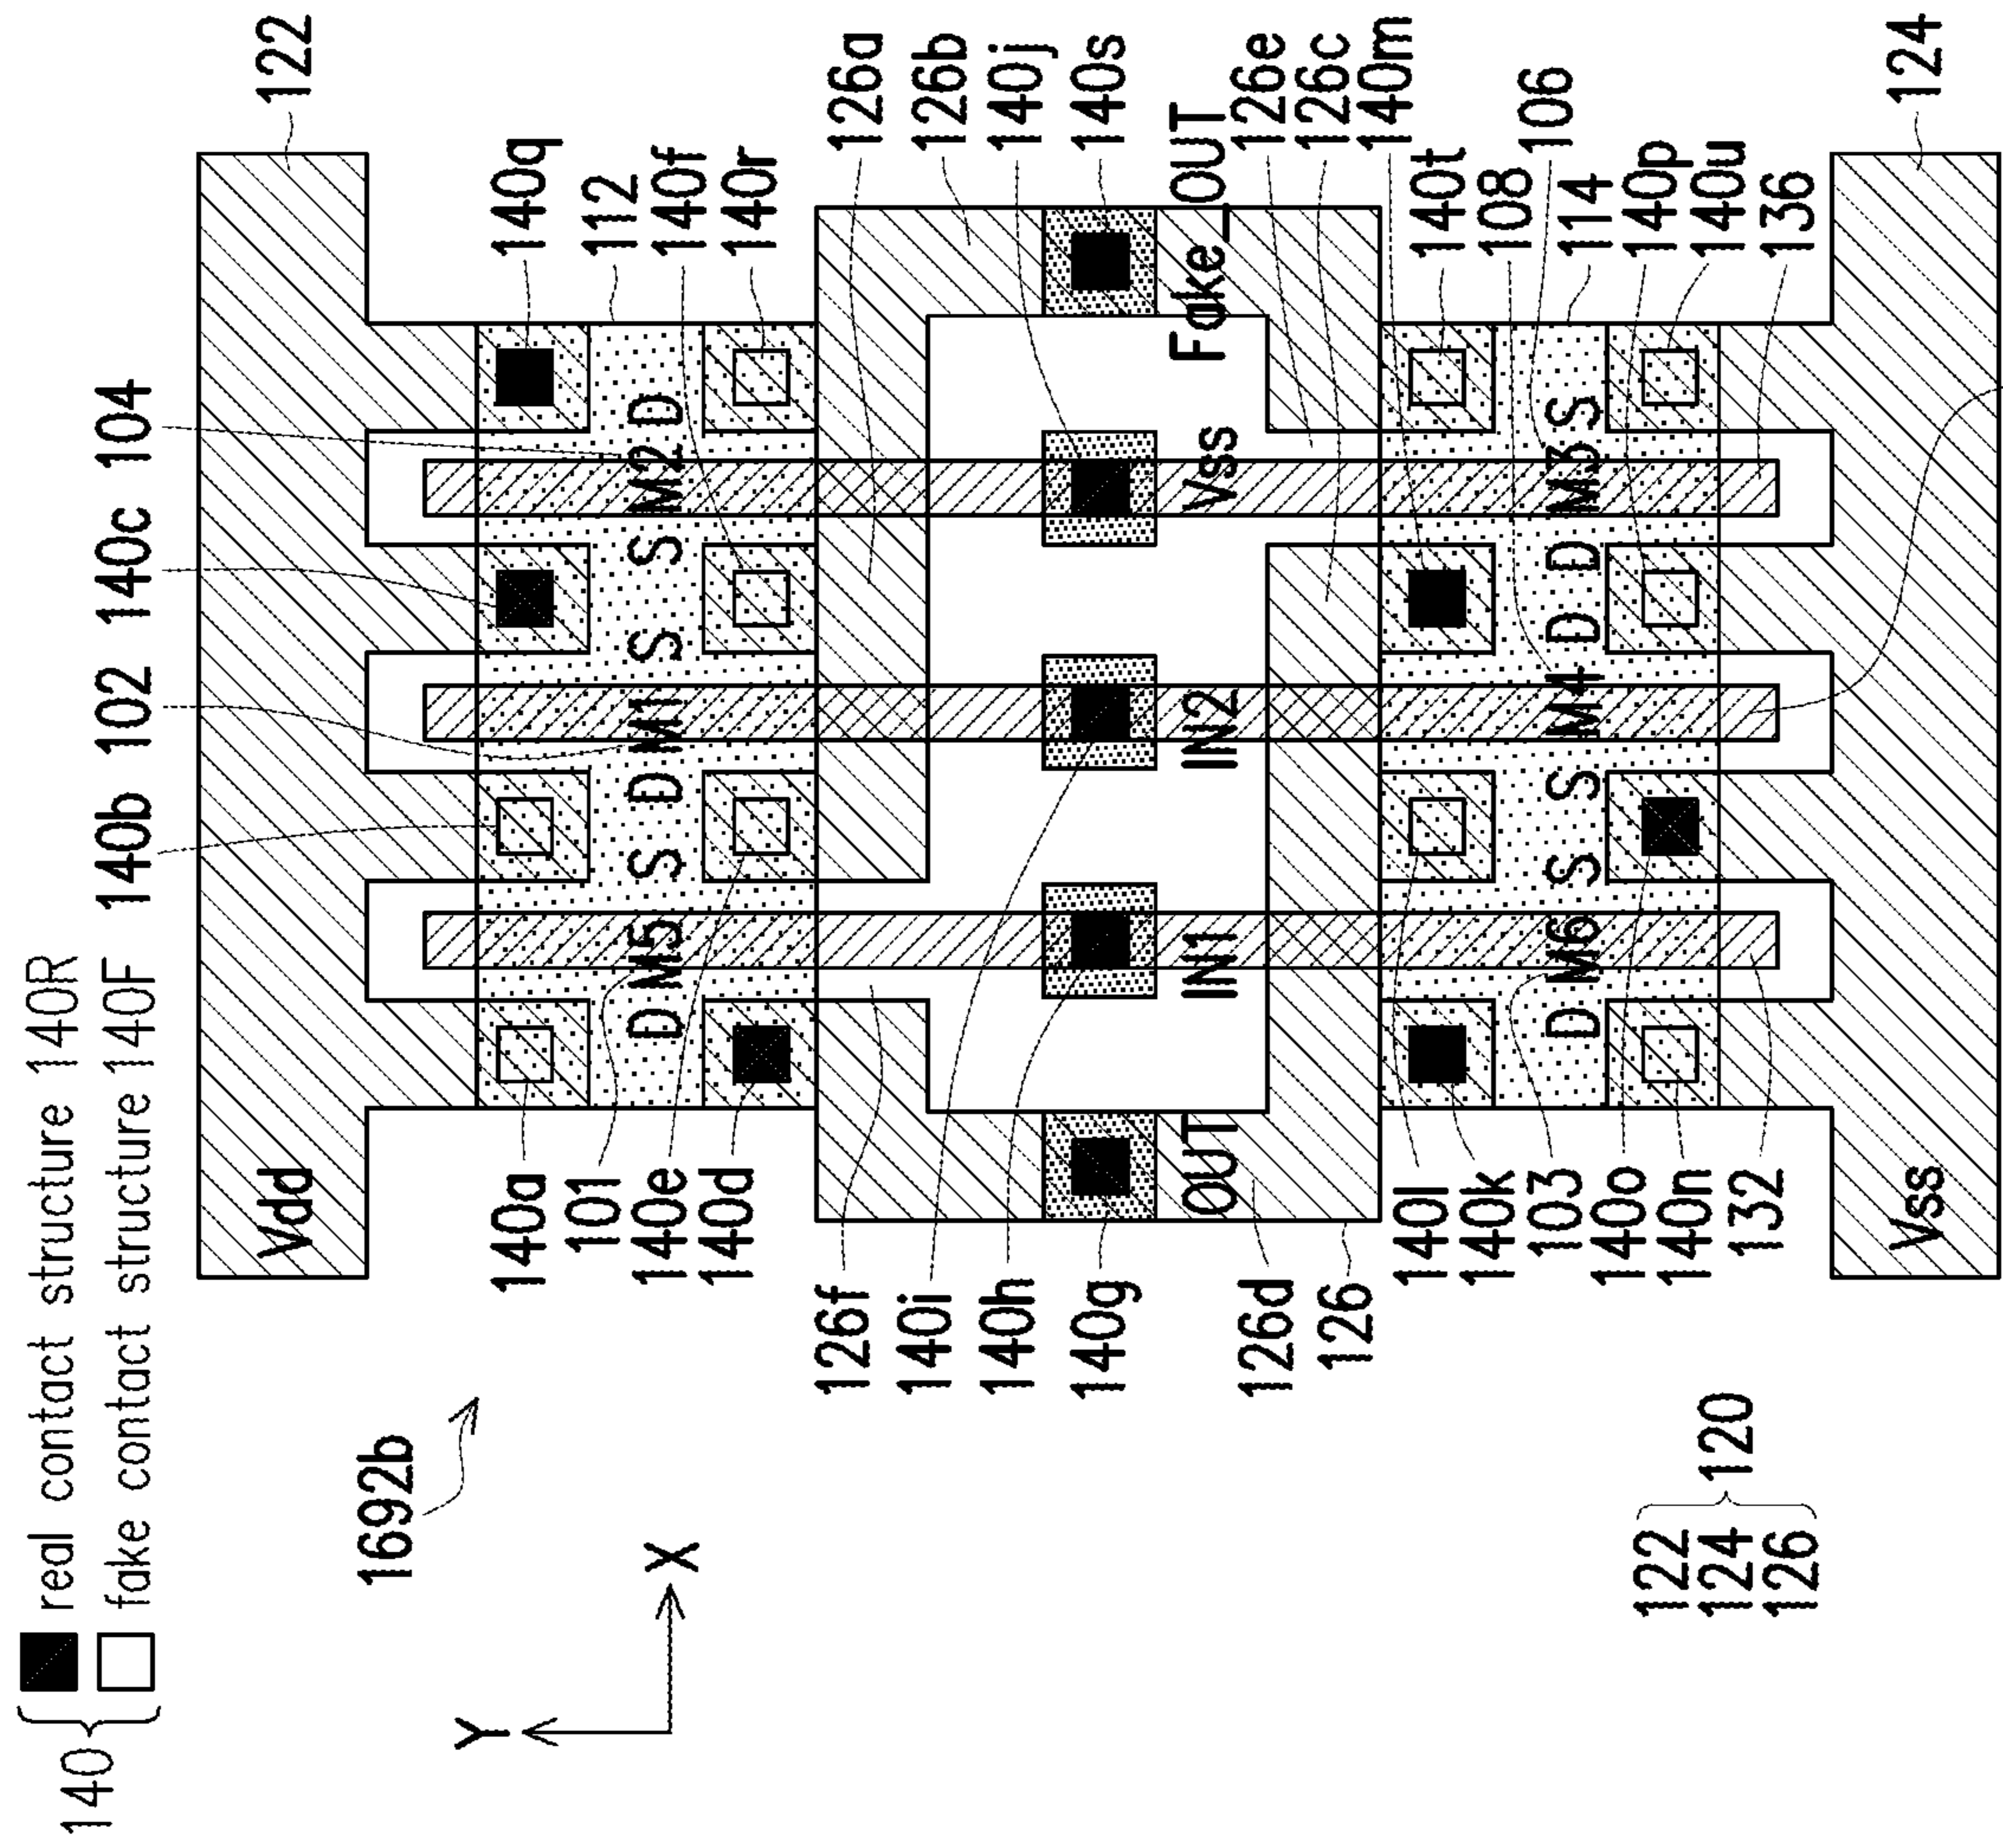 140
real contact structure 140R
fake contact structure 140F
1692b
Y
X
122
124
126
120
140b
102
140c
104
Vdd
122
140a
101
140e
140d
140q
112
140f
140r
D
M5
S
D
M1
S
S
M2
D
126f
140i
140h
140g
126d
126
126a
126b
140j
140s
OUT
IN1
IN2
Vss
Fake_OUT
126e
126c
140m
140l
140k
103
140o
140n
132
D
M6
S
S
M4
D
D
M3
S
140t
108
106
114
140p
140u
136
Vss
124